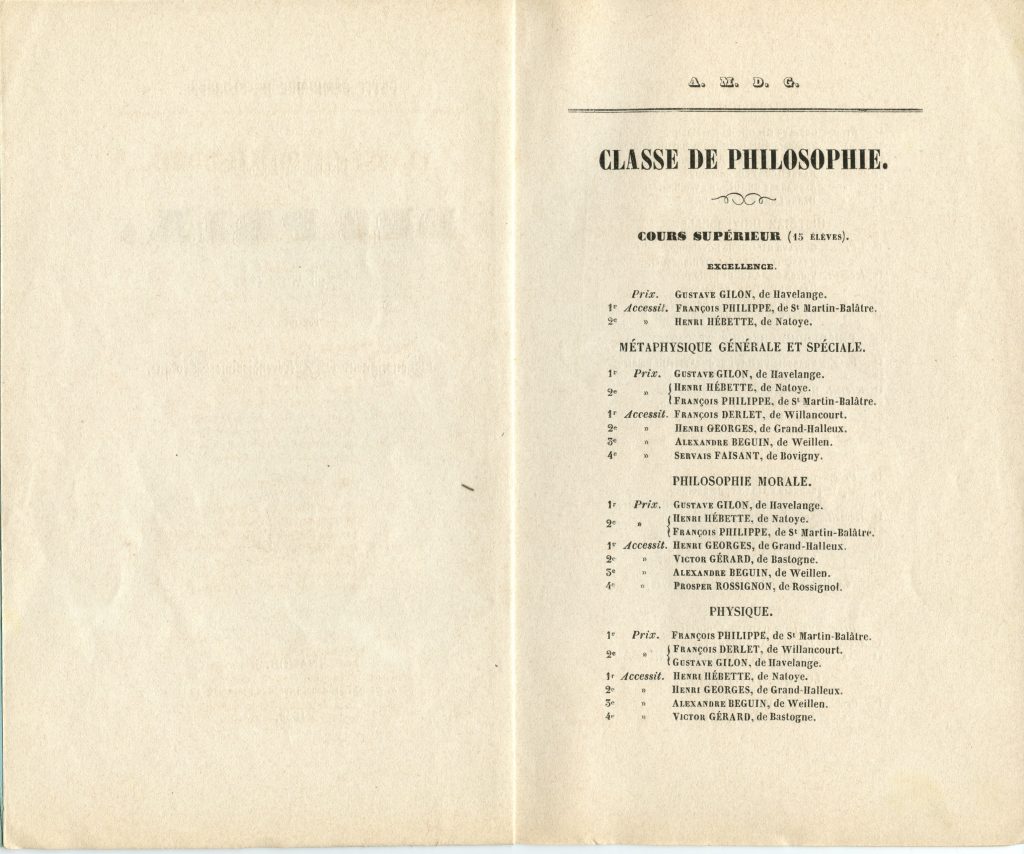 A. M. D. G.
CLASSE DE PHILOSOPHIE.
COURS SUPÉRIEUR (15 ÉLÈVES).
EXCELLENCE.
Prix. GUSTAVE GILON, de Havelange.
1r Accessit. FRANÇOIS PHILIPPE, de St Martin-Balâtre.
2e » HENRI HÉBETTE, de Natoye.
MÉTAPHYSIQUE GÉNÉRALE ET SPÉCIALE.
1r Prix. GUSTAVE GILON, de Havelange.
2e » { HENRI HÉBETTE, de Natoye.
{ FRANÇOIS PHILIPPE, de St Martin-Balâtre.
1r Accessit. FRANÇOIS DERLET, de Willancourt.
2e » HENRI GEORGES, de Grand-Halleux.
3e » ALEXANDRE BEGUIN, de Weillen.
4e » SERVAIS FAISANT, de Bovigny.
PHILOSOPHIE MORALE.
1r Prix. GUSTAVE GILON, de Havelange.
2e » { HENRI HÉBETTE, de Natoye.
{ FRANÇOIS PHILIPPE, de St Martin-Balâtre.
1r Accessit. HENRI GEORGES, de Grand-Halleux.
2e » VICTOR GÉRARD, de Bastogne.
3e » ALEXANDRE BEGUIN, de Weillen.
4e » PROSPER ROSSIGNON, de Rossignol.
PHYSIQUE.
1r Prix. FRANÇOIS PHILIPPE, de St Martin-Balâtre.
2e » { FRANÇOIS DERLET, de Willancourt.
{ GUSTAVE GILON, de Havelange.
1r Accessit. HENRI HÉBETTE, de Natoye.
2e » HENRI GEORGES, de Grand-Halleux.
3e » ALEXANDRE BEGUIN, de Weillen.
4e » VICTOR GÉRARD, de Bastogne.